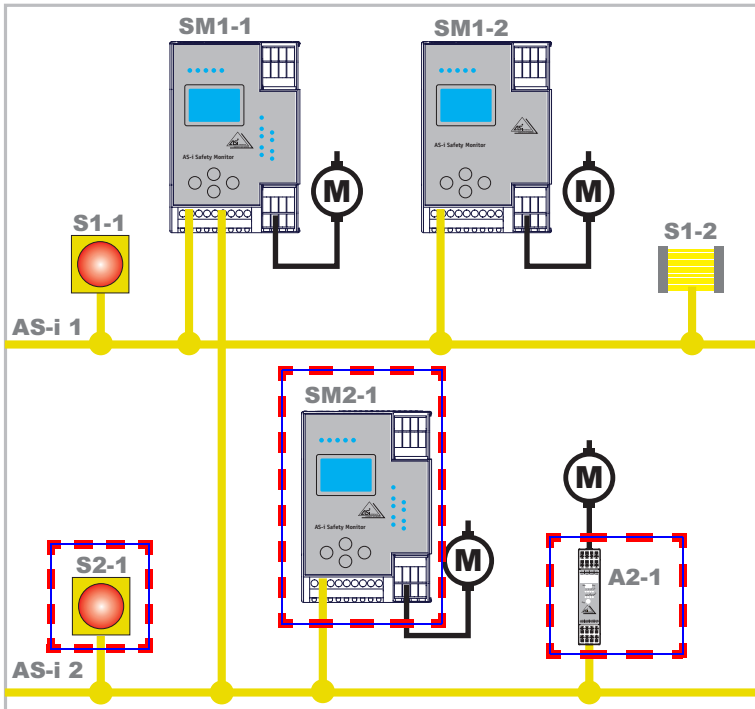 SM1-1
SM1-2
AS-i Safety Monitor
AS-i Safety Monitor
M
M
S1-1
S1-2
AS-i 1
SM2-1
AS-i Safety Monitor
M
M
S2-1
A2-1
AS-i 2